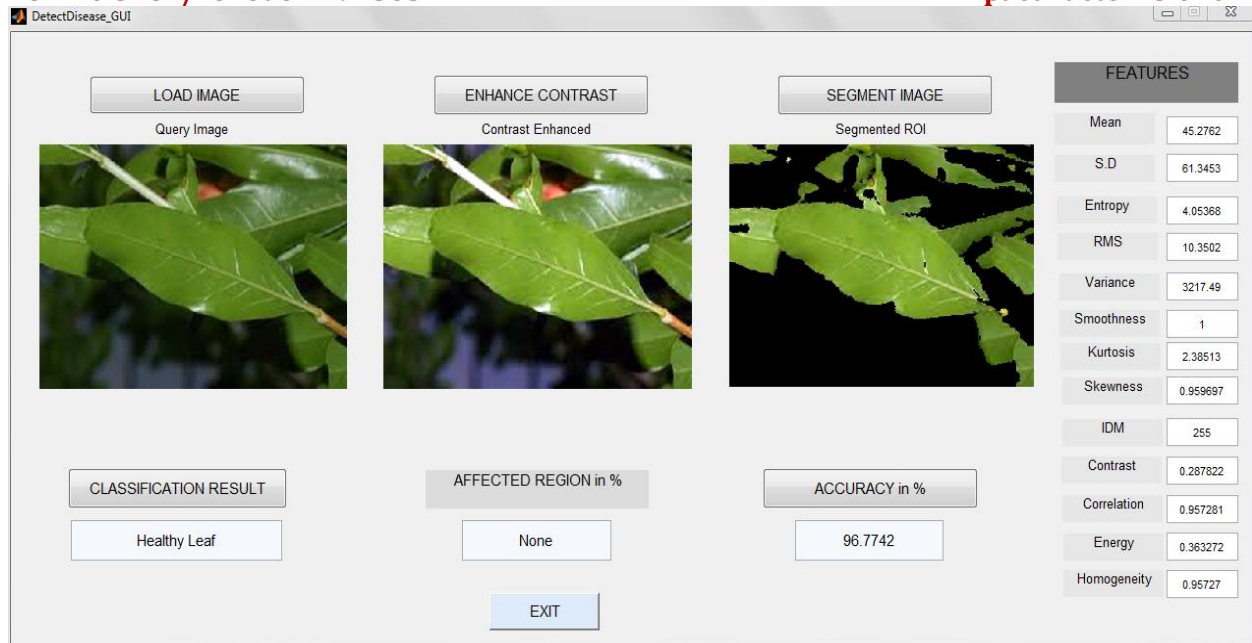 DetectDisease_GUI
LOAD IMAGE
ENHANCE CONTRAST
SEGMENT IMAGE
Query Image
Contrast Enhanced
Segmented ROI
FEATURES
Mean 45.2762
S.D 61.3453
Entropy 4.05368
RMS 10.3502
Variance 3217.49
Smoothness 1
Kurtosis 2.38513
Skewness 0.959697
IDM 255
Contrast 0.287822
Correlation 0.957281
Energy 0.363272
Homogeneity 0.95727
CLASSIFICATION RESULT
AFFECTED REGION in %
ACCURACY in %
Healthy Leaf
None
96.7742
EXIT